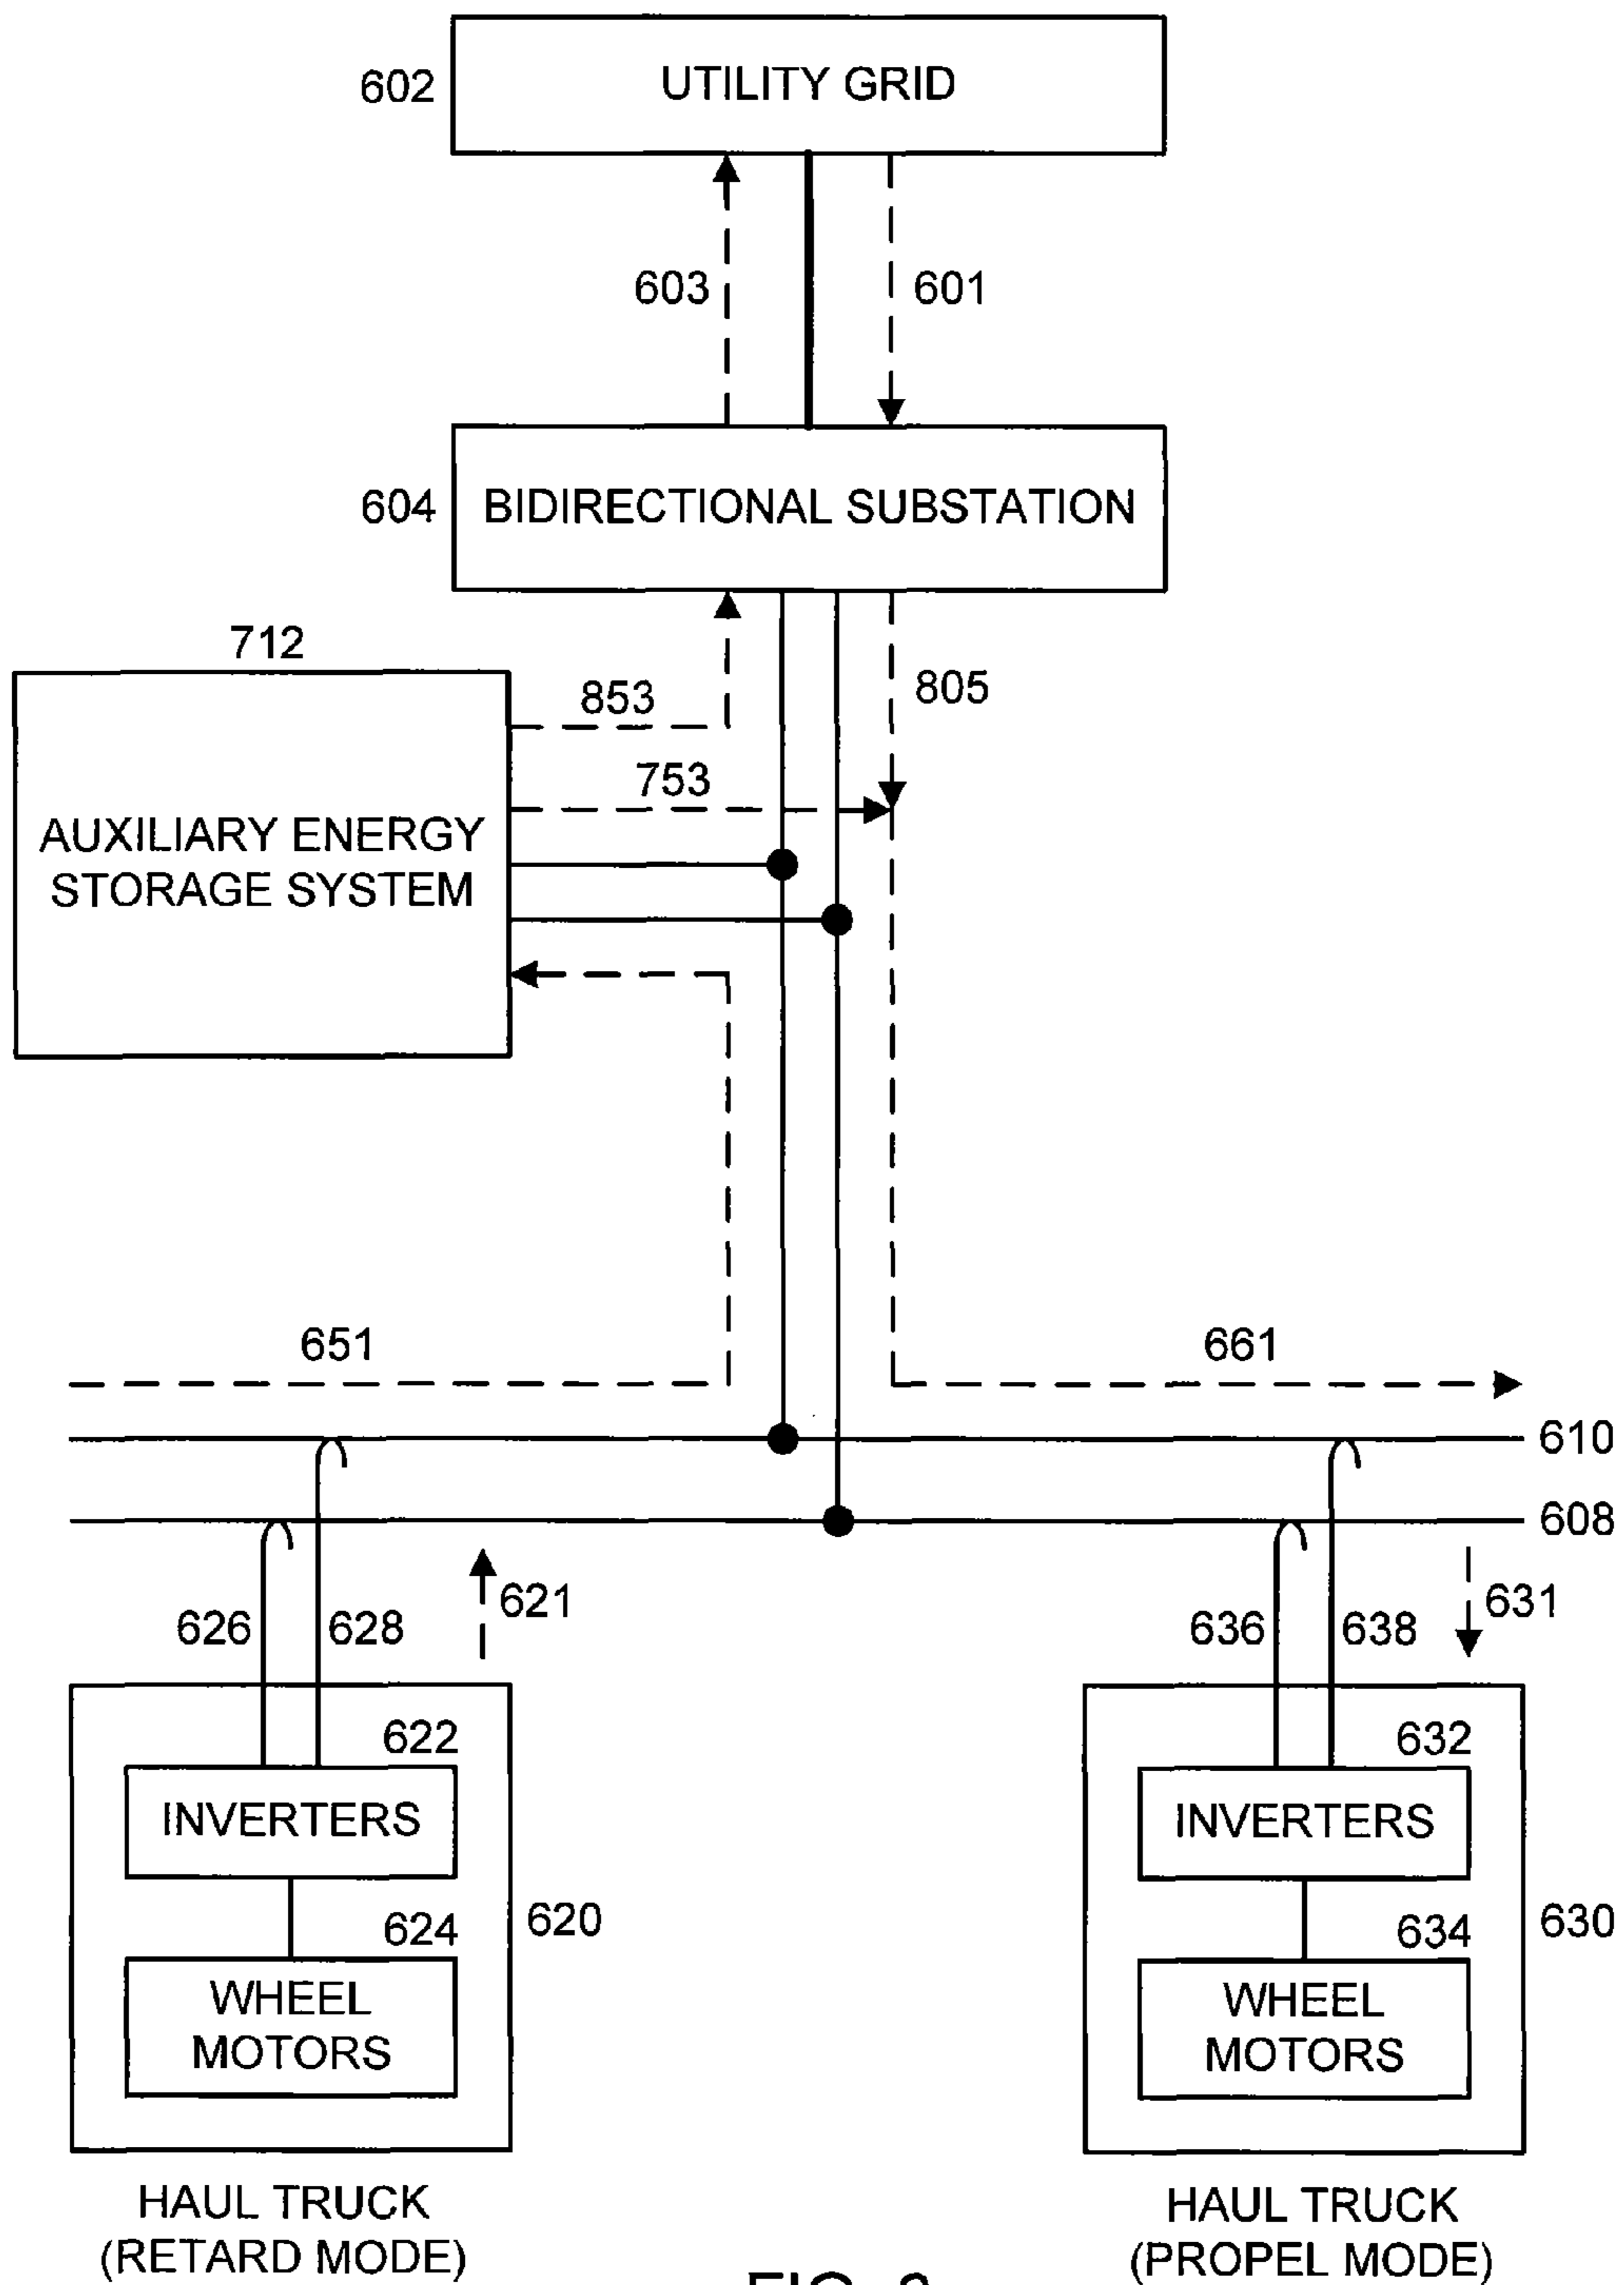 UTILITY GRID
602
603
601
604
BIDIRECTIONAL SUBSTATION
712
853
805
753
AUXILIARY ENERGY
STORAGE SYSTEM
651
661
610
608
621
631
626
628
636
638
622
632
INVERTERS
INVERTERS
620
630
624
634
WHEEL
MOTORS
WHEEL
MOTORS
HAUL TRUCK
(RETARD MODE)
HAUL TRUCK
(PROPEL MODE)
FIG.